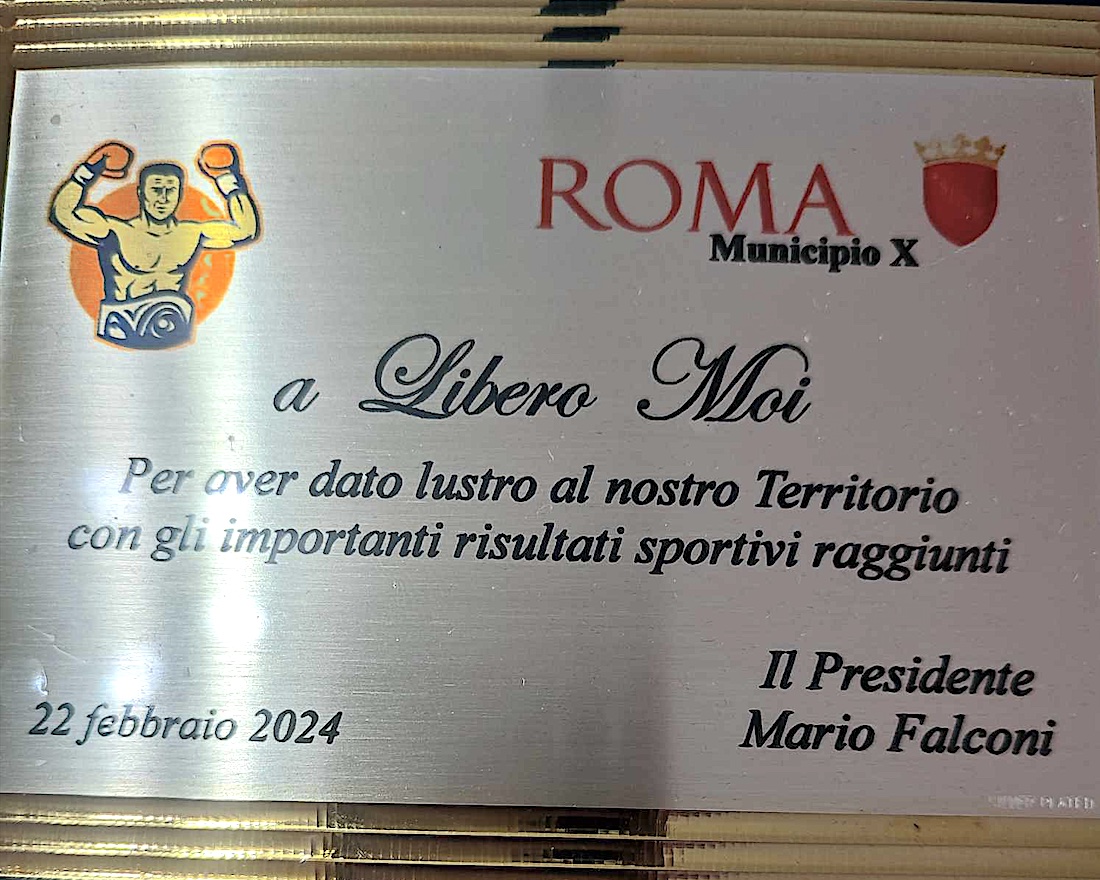 ROMA
Municipio X
a Libero Moi
Per aver dato lustro al nostro Territorio
con gli importanti risultati sportivi raggiunti
Il Presidente
22 febbraio 2024
Mario Falconi
PLATED